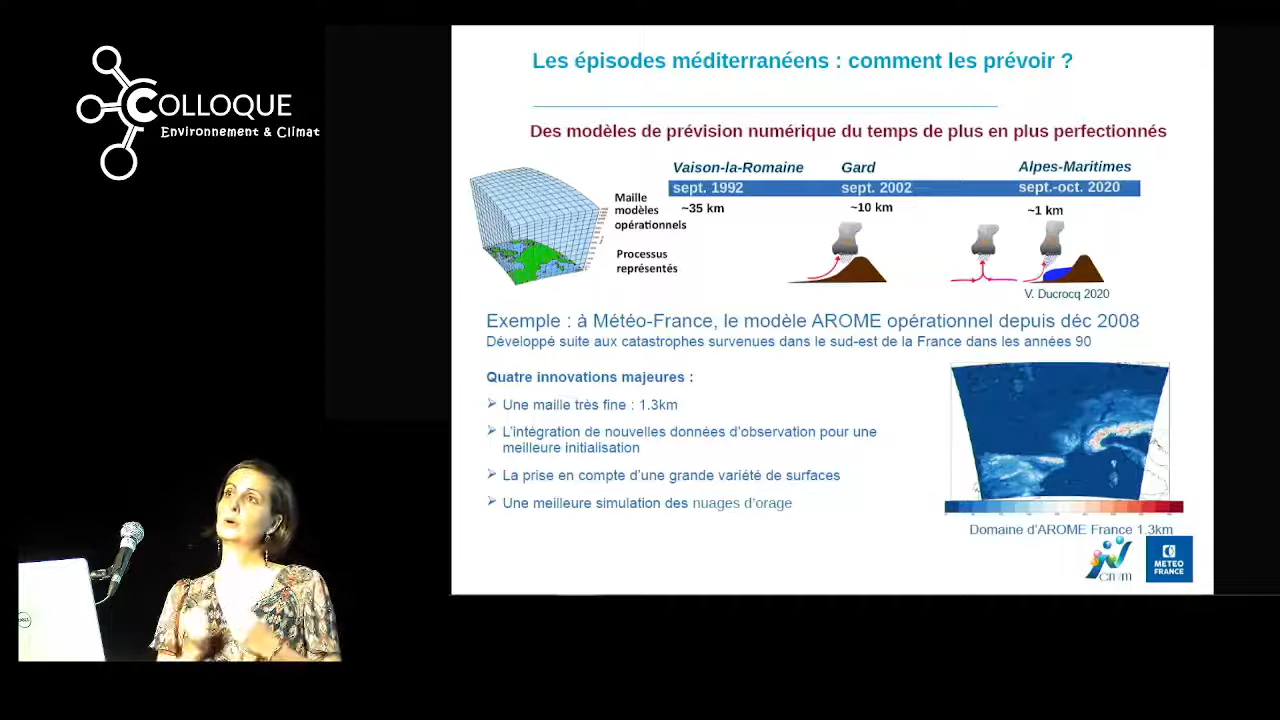 COLLOQUE
Environnement & Climat
Les épisodes méditerranéens : comment les prévoir ?
Des modèles de prévision numérique du temps de plus en plus perfectionnés
Vaison-la-Romaine Gard Alpes-Maritimes
sept. 1992 sept. 2002 sept.-oct. 2020
Maille
modèles
opérationnels
~35 km ~10 km ~1 km
Processus
représentés
V. Ducrocq 2020
Exemple : à Météo-France, le modèle AROME opérationnel depuis déc 2008
Développé suite aux catastrophes survenues dans le sud-est de la France dans les années 90
Quatre innovations majeures :
Une maille très fine : 1.3km
L'intégration de nouvelles données d'observation pour une
meilleure initialisation
La prise en compte d'une grande variété de surfaces
Une meilleure simulation des nuages d'orage
Domaine d'AROME France 1.3km
METEO
FRANCE